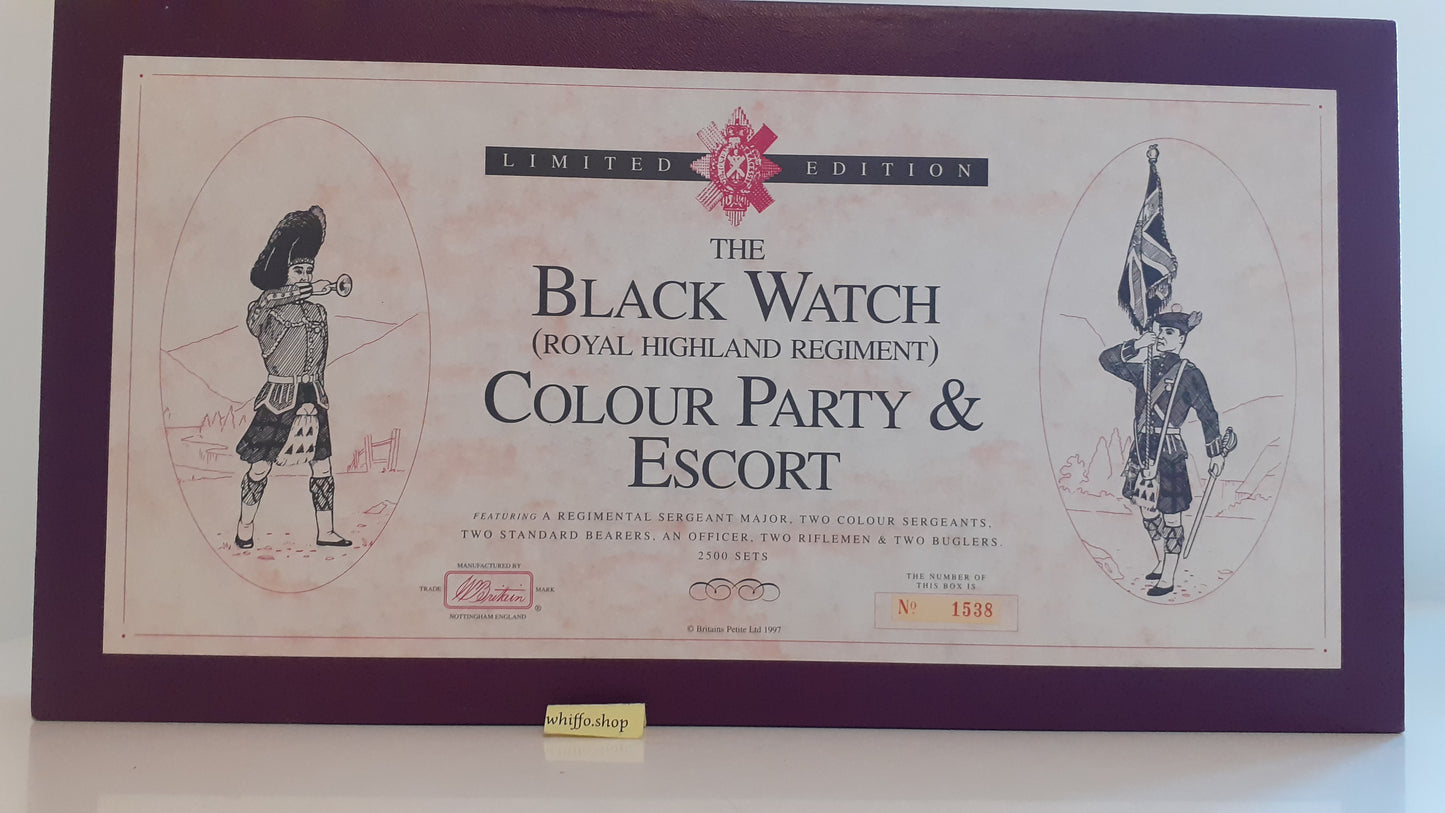 LIMITED EDITION
THE
BLACK WATCH
(ROYAL HIGHLAND REGIMENT)
COLOUR PARTY &
ESCORT
FEATURING A REGIMENTAL SERGEANT MAJOR, TWO COLOUR SERGEANTS,
TWO STANDARD BEARERS, AN OFFICER, TWO RIFLEMEN & TWO BUGLERS.
2500 SETS
MANUFACTURED BY
TRADE W Britain MARK
®
NOTTINGHAM ENGLAND
© Britains Petite Ltd 1997
THE NUMBER OF
THIS BOX IS
Nº 1538
whiffo.shop